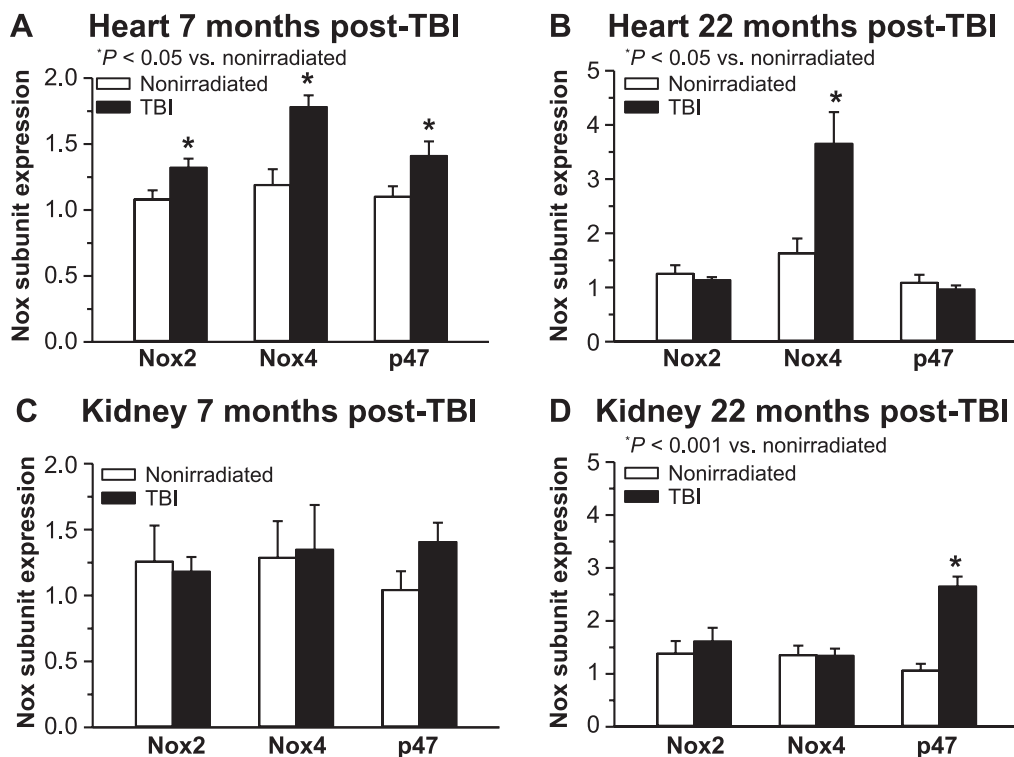 A Heart 7 months post-TBI
*P < 0.05 vs. nonirradiated
Nonirradiated
TBI
Nox subunit expression
2.0
1.5
1.0
0.5
0.0
*
*
*
Nox2 Nox4 p47
B Heart 22 months post-TBI
*P < 0.05 vs. nonirradiated
Nonirradiated
TBI
Nox subunit expression
5
4
3
2
1
0
*
Nox2 Nox4 p47
C Kidney 7 months post-TBI
Nonirradiated
TBI
Nox subunit expression
2.0
1.5
1.0
0.5
0.0
Nox2 Nox4 p47
D Kidney 22 months post-TBI
*P < 0.001 vs. nonirradiated
Nonirradiated
TBI
Nox subunit expression
5
4
3
2
1
0
*
Nox2 Nox4 p47